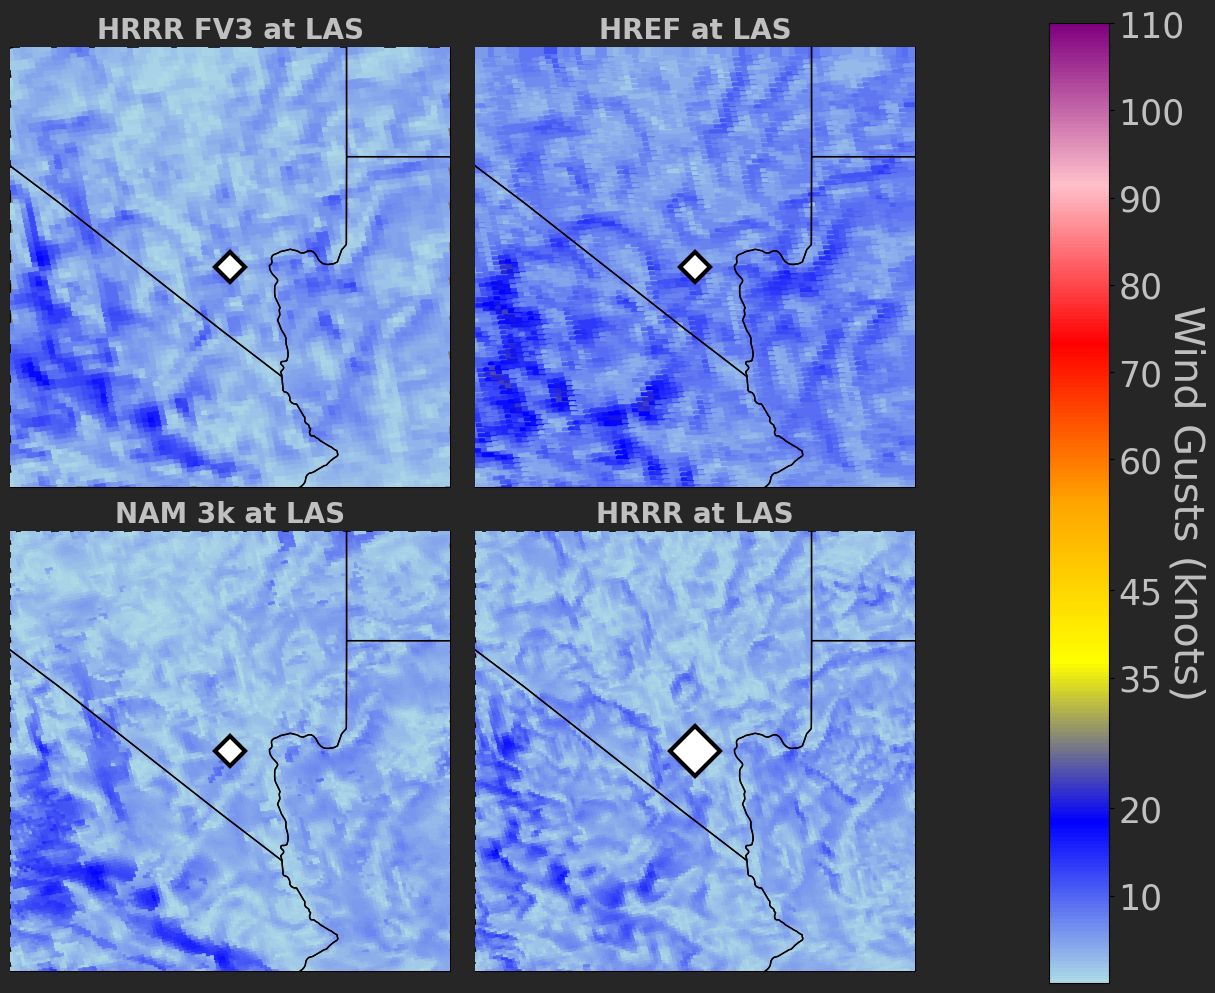 HRRR FV3 at LAS
HREF at LAS
NAM 3k at LAS
HRRR at LAS
110
100
90
80
70
60
45
35
20
10
Wind Gusts (knots)